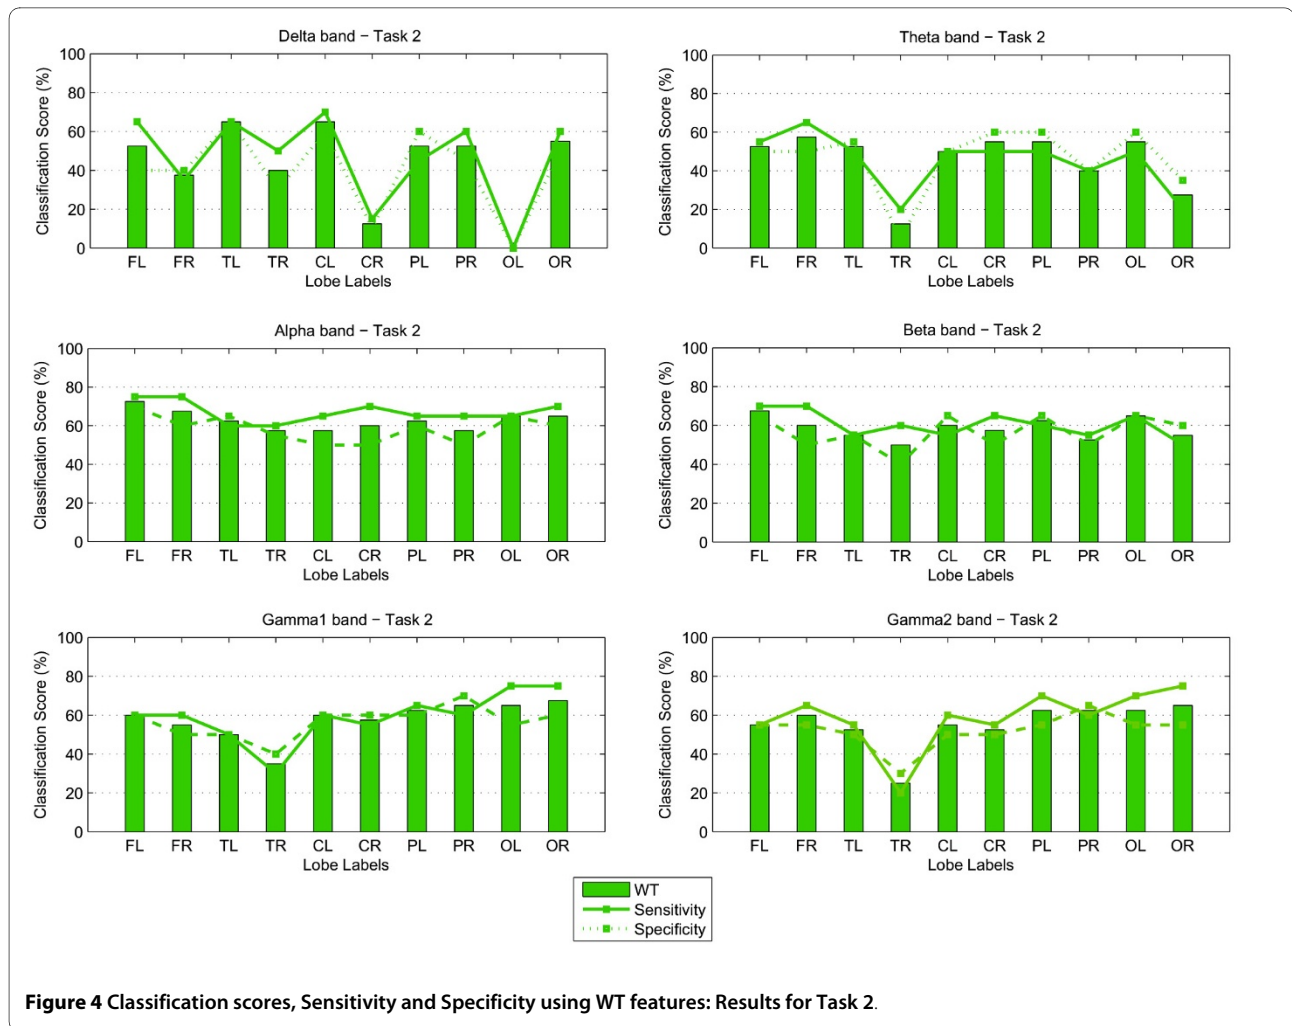 Delta band − Task 2
Classification Score (%)
100
80
60
40
20
0
FL FR TL TR CL CR PL PR OL OR
Lobe Labels
Theta band − Task 2
Classification Score (%)
100
80
60
40
20
0
FL FR TL TR CL CR PL PR OL OR
Lobe Labels
Alpha band − Task 2
Classification Score (%)
100
80
60
40
20
0
FL FR TL TR CL CR PL PR OL OR
Lobe Labels
Beta band − Task 2
Classification Score (%)
100
80
60
40
20
0
FL FR TL TR CL CR PL PR OL OR
Lobe Labels
Gamma1 band − Task 2
Classification Score (%)
100
80
60
40
20
0
FL FR TL TR CL CR PL PR OL OR
Lobe Labels
Gamma2 band − Task 2
Classification Score (%)
100
80
60
40
20
0
FL FR TL TR CL CR PL PR OL OR
Lobe Labels
WT
Sensitivity
Specificity
Figure 4 Classification scores, Sensitivity and Specificity using WT features: Results for Task 2.